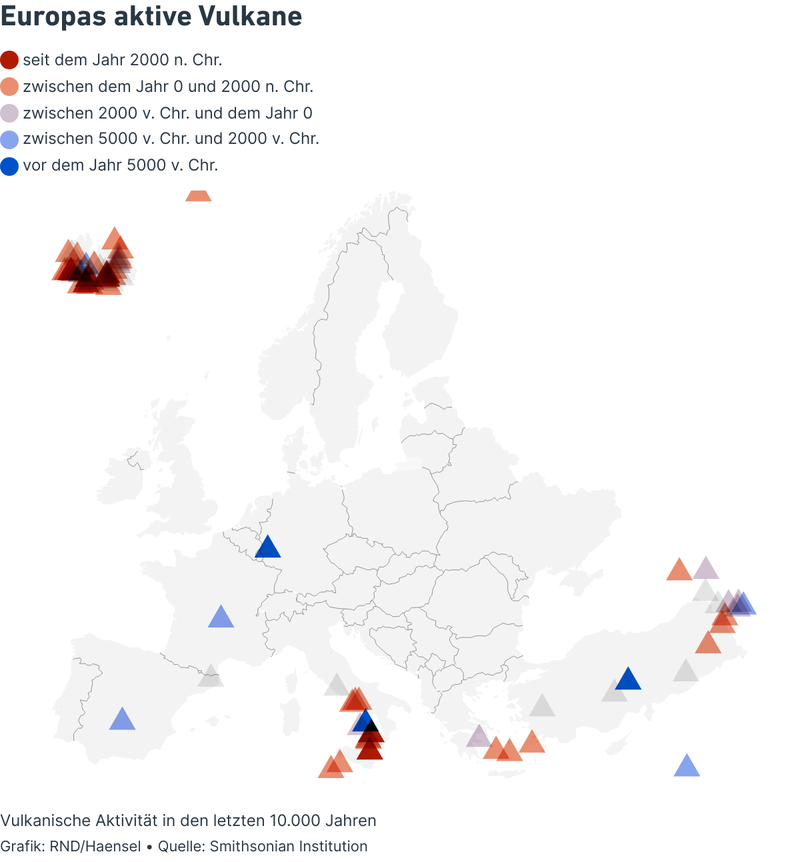 Europas aktive Vulkane
seit dem Jahr 2000 n. Chr.
zwischen dem Jahr 0 und 2000 n. Chr.
zwischen 2000 v. Chr. und dem Jahr 0
zwischen 5000 v. Chr. und 2000 v. Chr.
vor dem Jahr 5000 v. Chr.
Vulkanische Aktivität in den letzten 10.000 Jahren
Grafik: RND/Haensel • Quelle: Smithsonian Institution